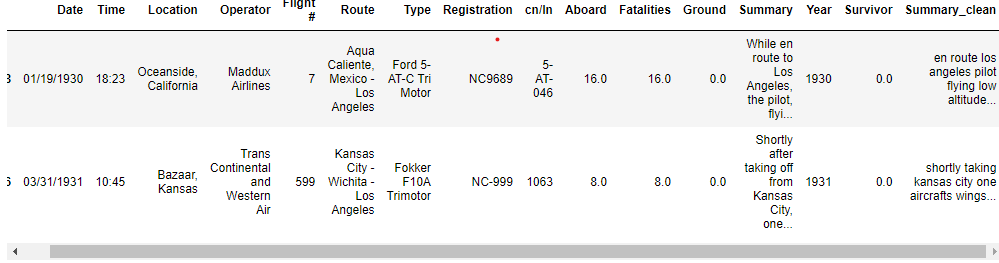 Date Time Location Operator Flight # Route Type Registration cn/ln Aboard Fatalities Ground Summary Year Survivor Summary_clean
3 01/19/1930 18:23 Oceanside, California Maddux Airlines 7 Aqua Caliente, Mexico - Los Angeles Ford 5-AT-C Tri Motor NC9689 5-AT-046 16.0 16.0 0.0 While en route to Los Angeles, the pilot, flyi... 1930 0.0 en route los angeles pilot flying low altitude...
6 03/31/1931 10:45 Bazaar, Kansas Trans Continental and Western Air 599 Kansas City - Wichita - Los Angeles Fokker F10A Trimotor NC-999 1063 8.0 8.0 0.0 Shortly after taking off from Kansas City, one... 1931 0.0 shortly taking kansas city one aircrafts wings...